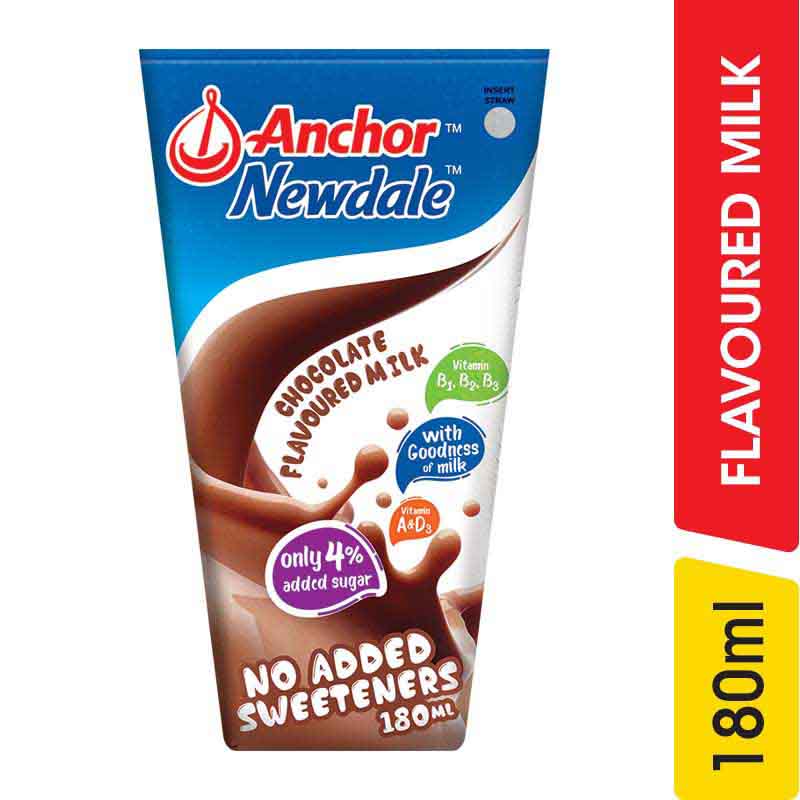 INSERT
STRAW
Anchor™
Newdale™
CHOCOLATE
FLAVOURED MILK
Vitamin
B1, B2, B3
with
Goodness
of milk
Vitamin
A&D3
only 4%
added sugar
NO ADDED
SWEETENERS
180ML
FLAVOURED MILK
180ml